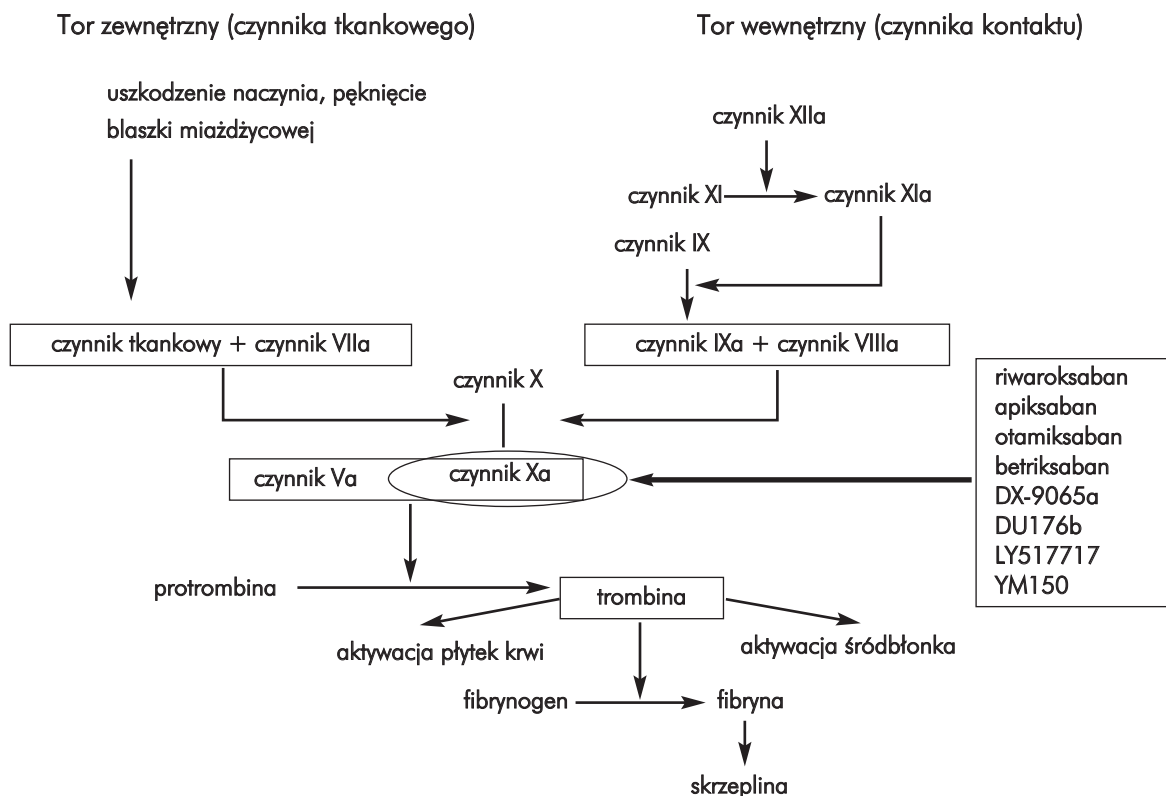 Tor zewnętrzny (czynnika tkankowego)
Tor wewnętrzny (czynnika kontaktu)
uszkodzenie naczynia, pęknięcie
blaszki miażdżycowej
czynnik XIIa
czynnik XI
czynnik XIa
czynnik IX
czynnik tkankowy + czynnik VIIa
czynnik IXa + czynnik VIIIa
czynnik X
czynnik Va
czynnik Xa
riwaroksaban
apiksaban
otamiksaban
betriksaban
DX-9065a
DU176b
LY517717
YM150
protrombina
trombina
aktywacja płytek krwi
aktywacja śródbłonka
fibrynogen
fibryna
skrzeplina